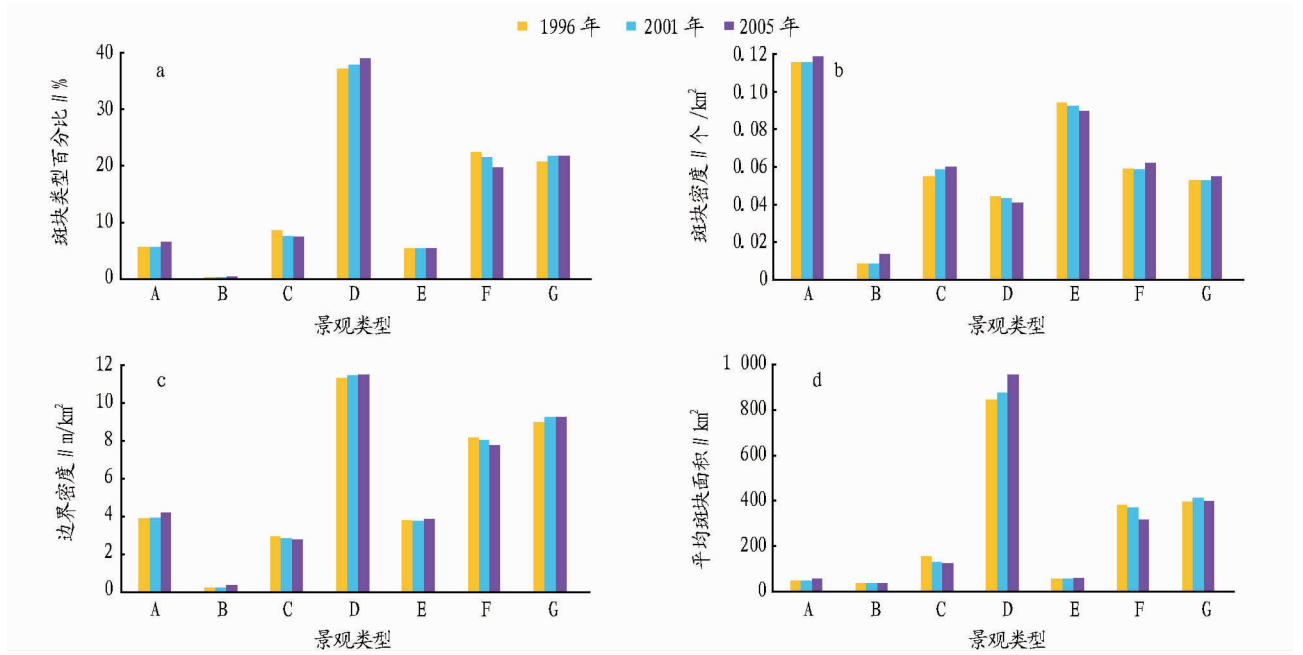 1996 年 2001 年 2005 年
a
斑块类型百分比 // %
40
30
20
10
0
A B C D E F G
景观类型
b
斑块密度 // 个 /km²
0.12
0.10
0.08
0.06
0.04
0.02
0
A B C D E F G
景观类型
c
边界密度 // m/km²
12
10
8
6
4
2
0
A B C D E F G
景观类型
d
平均斑块面积 // km²
1 000
800
600
400
200
0
A B C D E F G
景观类型